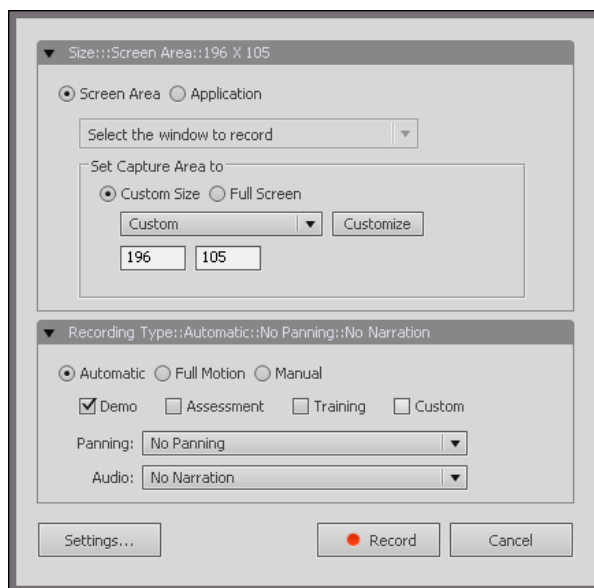 Size:::Screen Area::196 X 105
Screen Area Application
Select the window to record
Set Capture Area to
Custom Size Full Screen
Custom Customize
196 105
Recording Type::Automatic::No Panning::No Narration
Automatic Full Motion Manual
Demo Assessment Training Custom
Panning: No Panning
Audio: No Narration
Settings... Record Cancel